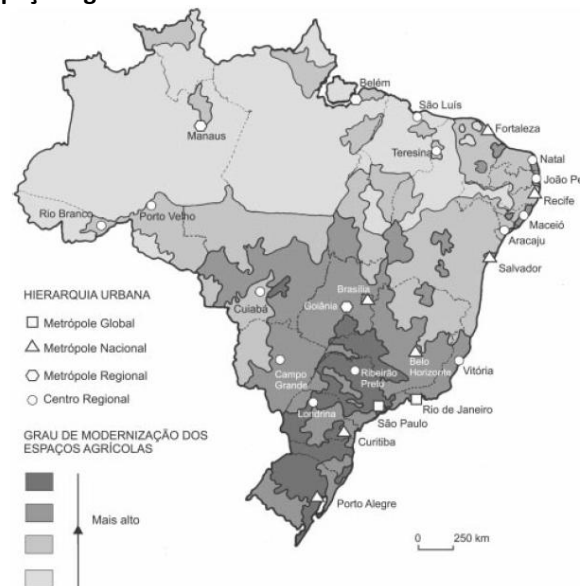 Belém
São Luís
Fortaleza
Manaus
Teresina
Natal
João Pe
Recife
Rio Branco
Porto Velho
Maceió
Aracaju
Salvador
HIERARQUIA URBANA
Metrópole Global
Metrópole Nacional
Metrópole Regional
Centro Regional
Cuiabá
Brasília
Goiânia
Campo
Grande
Ribeirão
Preto
Belo
Horizonte
Vitória
Londrina
São Paulo
Rio de Janeiro
Curitiba
Porto Alegre
GRAU DE MODERNIZAÇÃO DOS
ESPAÇOS AGRÍCOLAS
Mais alto
0 250 km